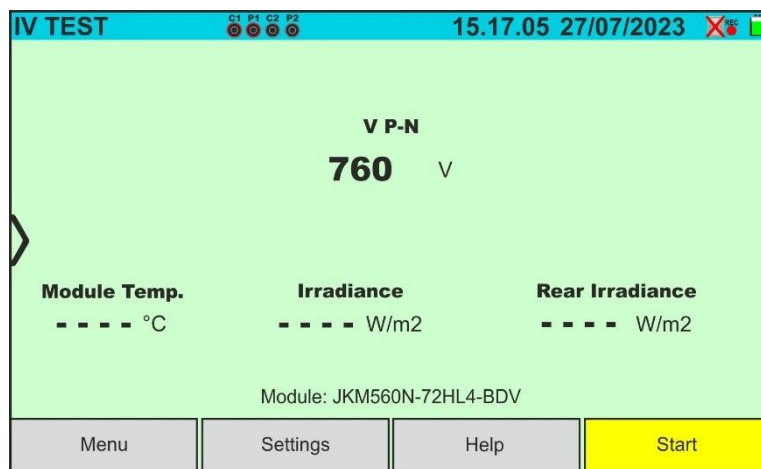 IV TEST C1 P1 C2 P2 15.17.05 27/07/2023 REC
V P-N
760 V
Module Temp. Irradiance Rear Irradiance
- - - - °C - - - - W/m2 - - - - W/m2
Module: JKM560N-72HL4-BDV
Menu Settings Help Start